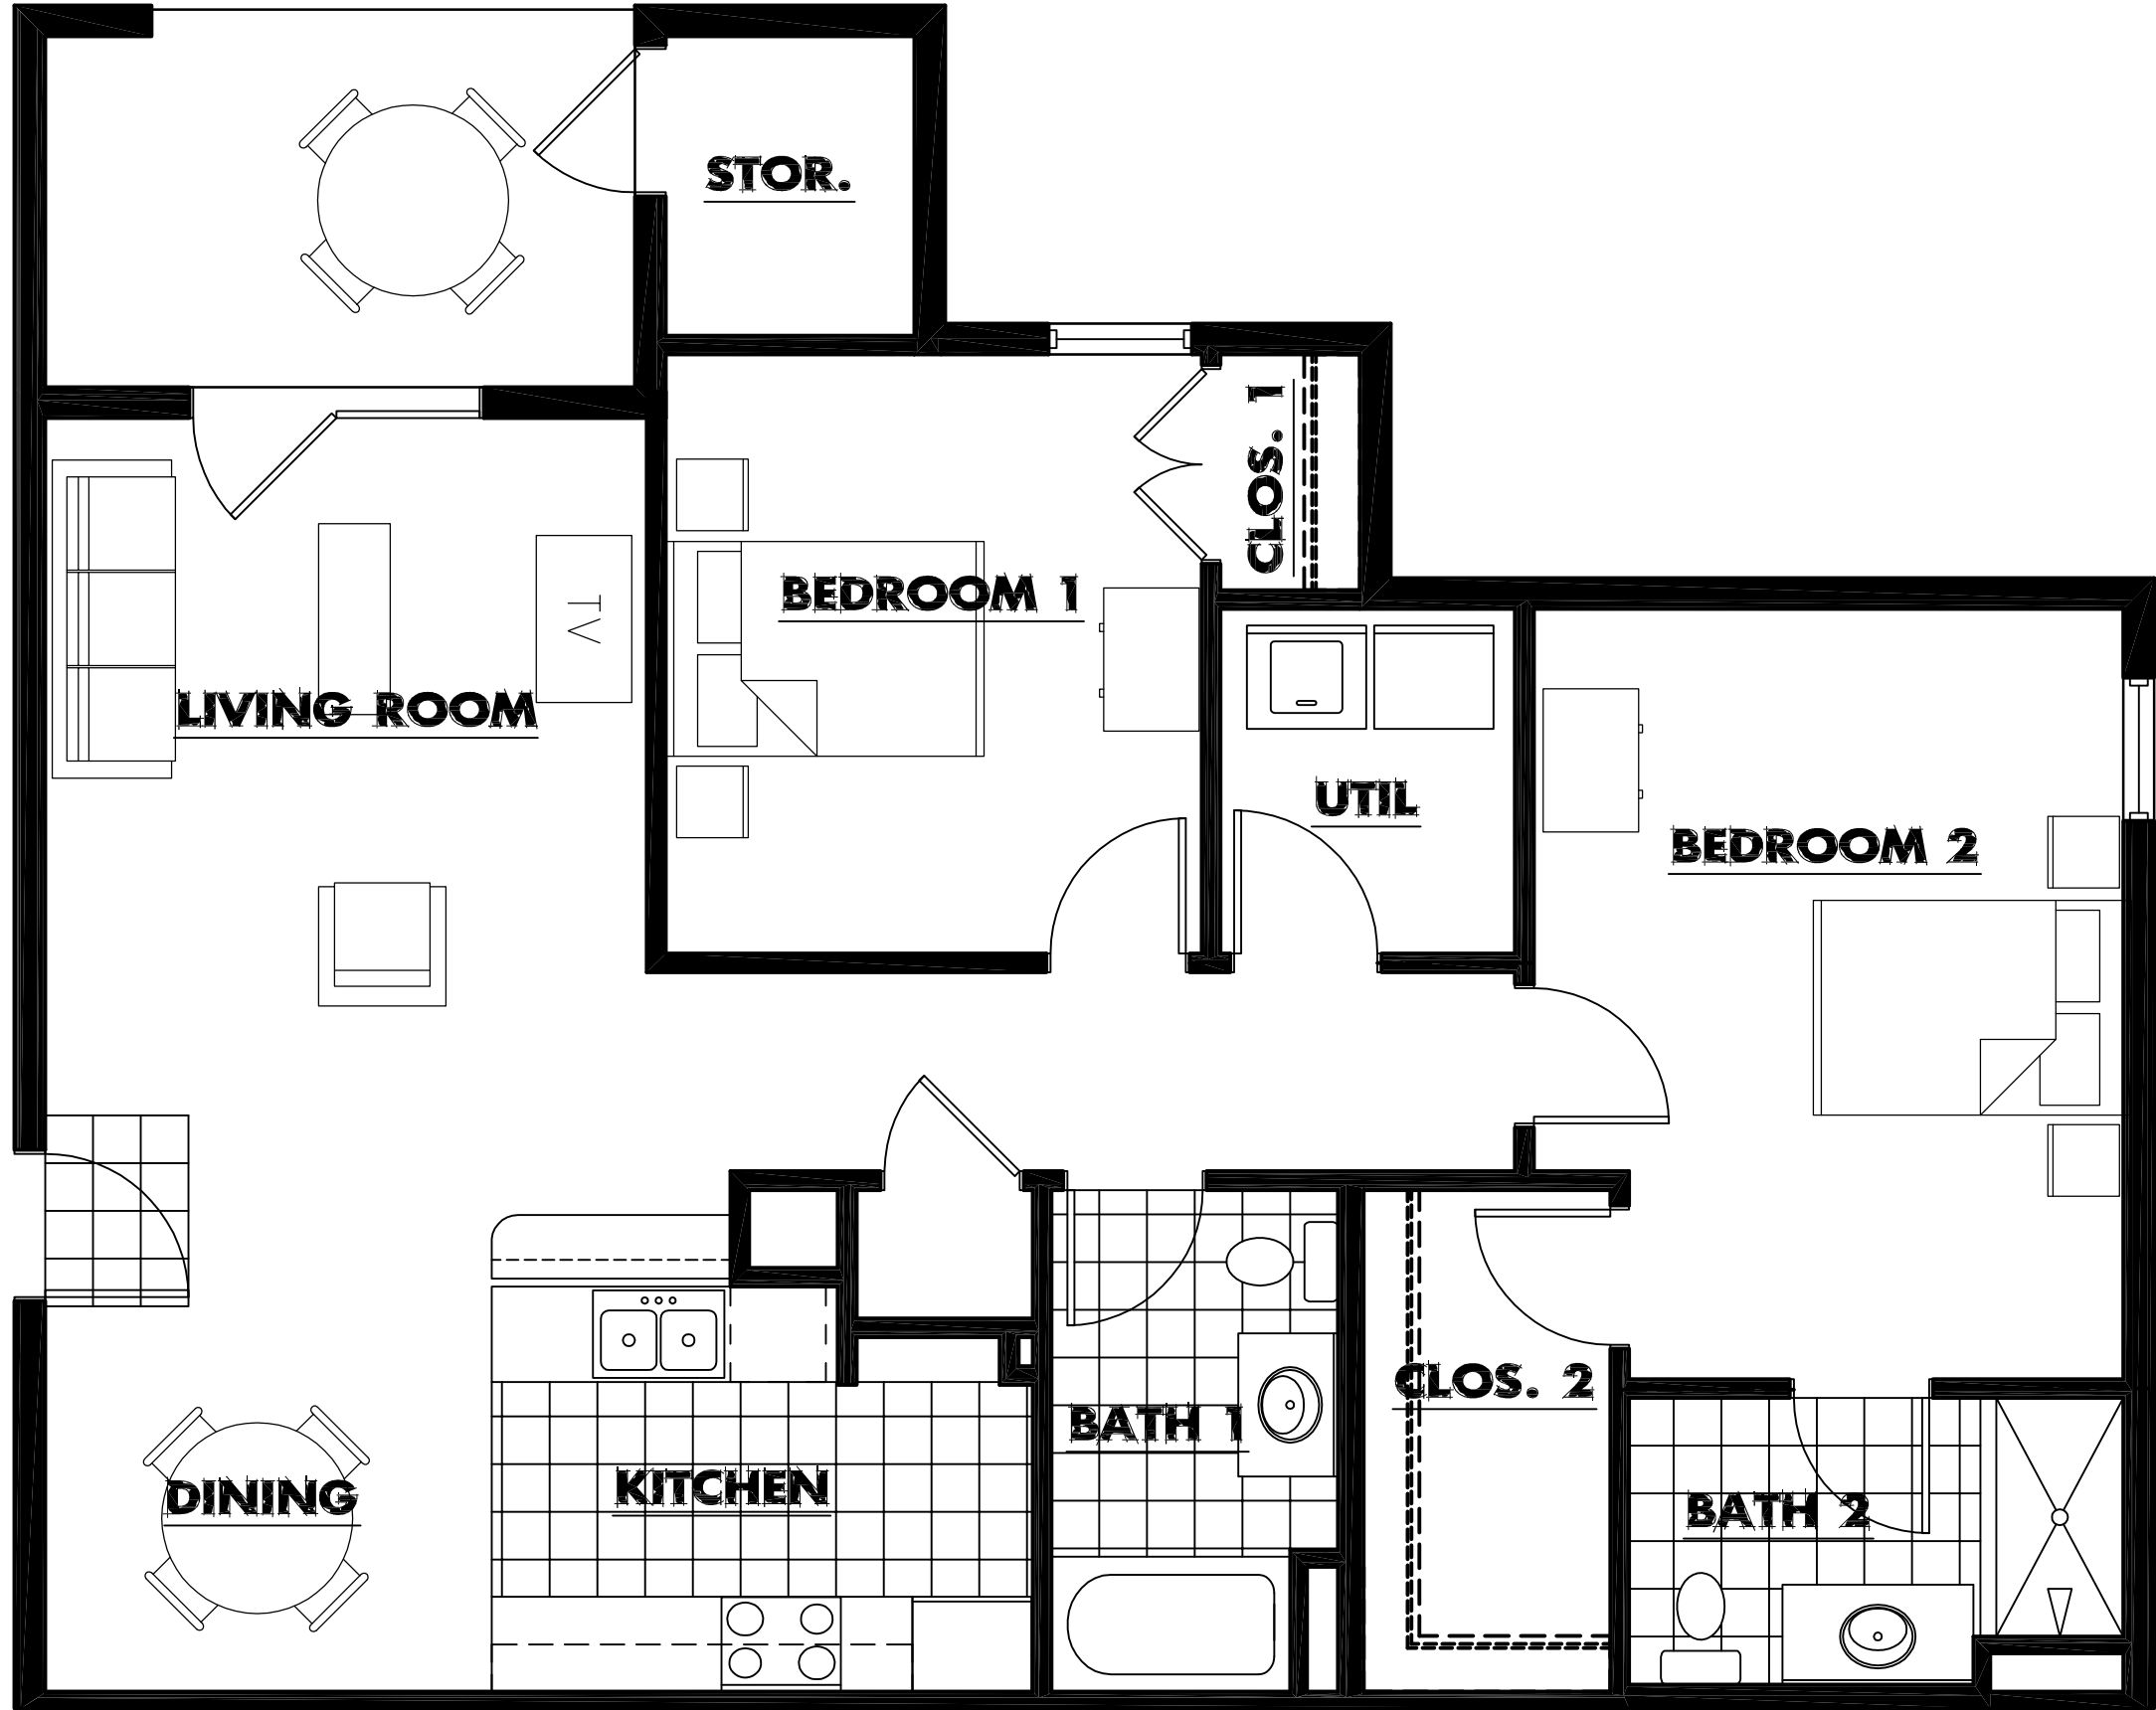 STOR.
CLOS. 1
BEDROOM 1
TV
LIVING ROOM
UTIL
BEDROOM 2
CLOS. 2
BATH 1
KITCHEN
DINING
BATH 2